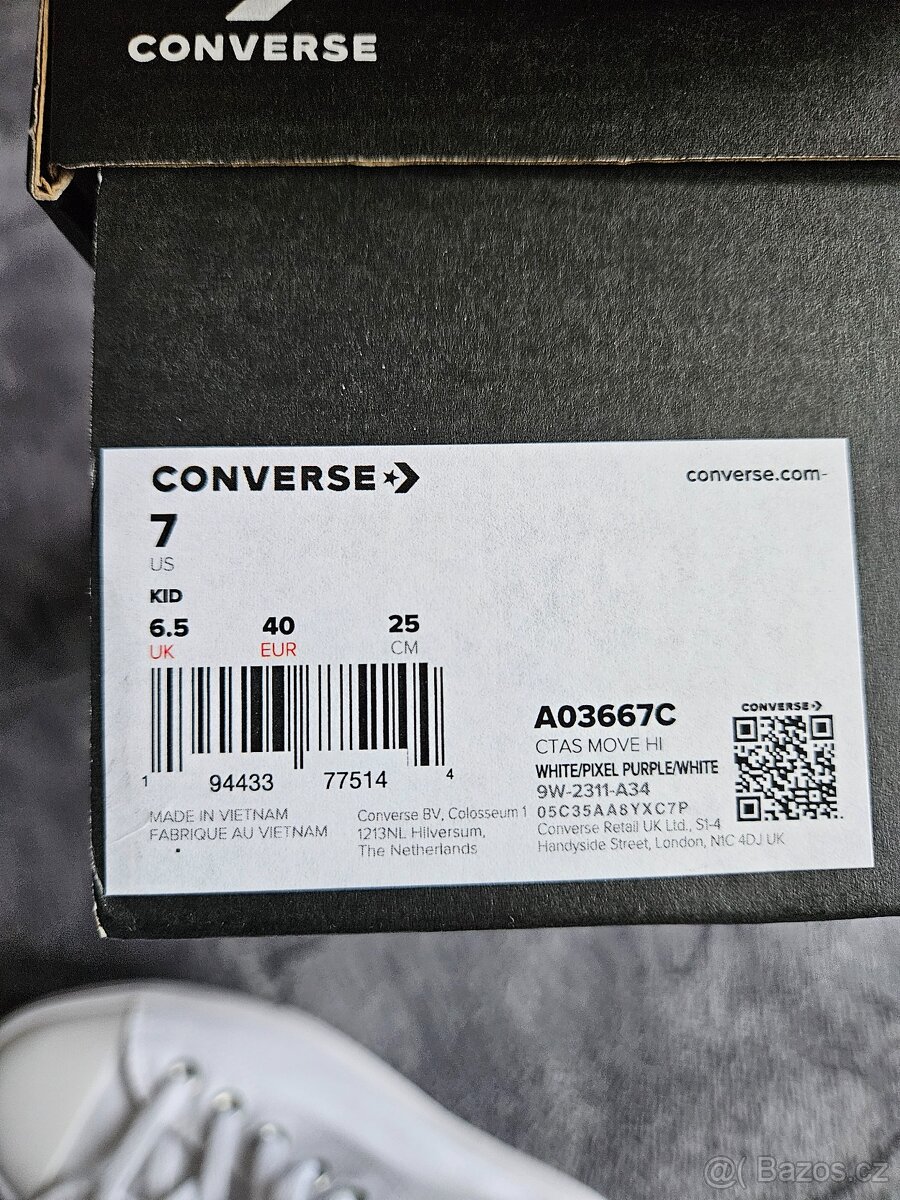 CONVERSE
CONVERSE
converse.com-
7
US
KID
6.5 40 25
UK EUR CM
1 94433 77514 4
MADE IN VIETNAM
FABRIQUE AU VIETNAM
Converse BV, Colosseum 1
1213NL Hilversum,
The Netherlands
A03667C
CTAS MOVE HI
WHITE/PIXEL PURPLE/WHITE
9W-2311-A34
05C35AA8YXC7P
Converse Retail UK Ltd., S1-4
Handyside Street, London, N1C 4DJ UK
CONVERSE
@( Bazos.cz